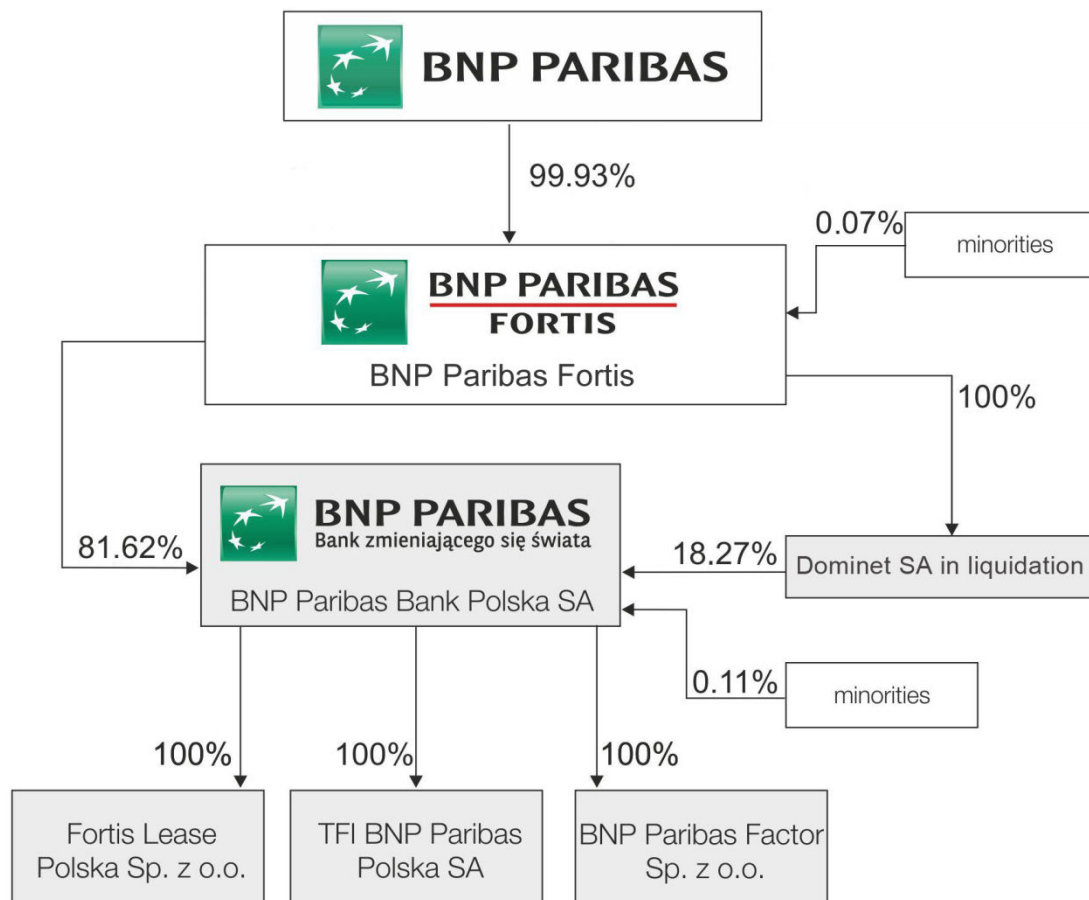 BNP PARIBAS
99.93%
0.07%
minorities
BNP PARIBAS
FORTIS
BNP Paribas Fortis
100%
BNP PARIBAS
Bank zmieniającego się świata
81.62%
18.27%
Dominet SA in liquidation
BNP Paribas Bank Polska SA
0.11%
minorities
100%
100%
100%
Fortis Lease
Polska Sp. z o.o.
TFI BNP Paribas
Polska SA
BNP Paribas Factor
Sp. z o.o.